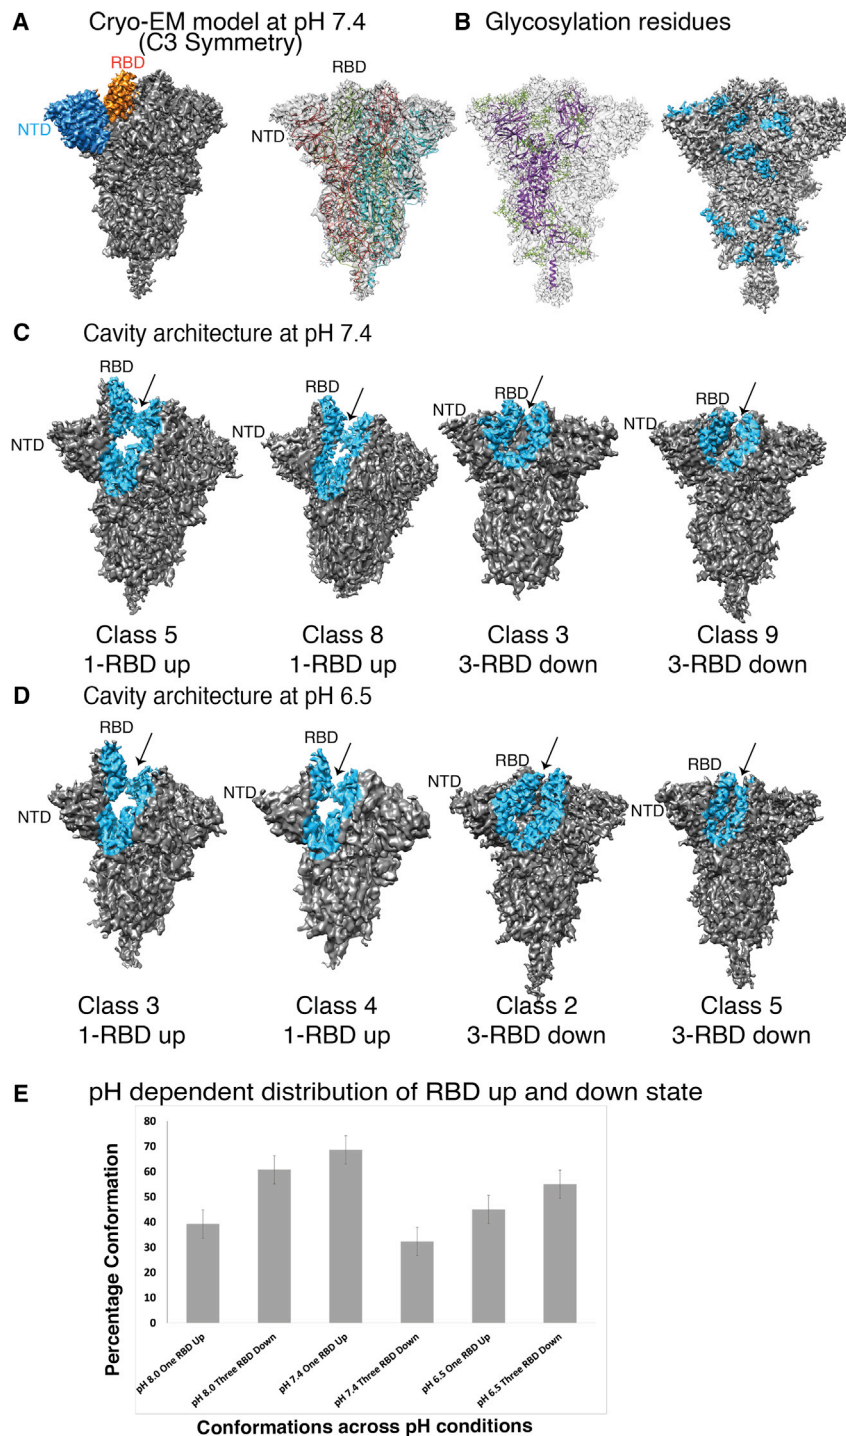 A Cryo-EM model at pH 7.4
(C3 Symmetry)
B Glycosylation residues
RBD
NTD
RBD
NTD
C Cavity architecture at pH 7.4
RBD
NTD
RBD
NTD
RBD
NTD
RBD
NTD
Class 5
1-RBD up
Class 8
1-RBD up
Class 3
3-RBD down
Class 9
3-RBD down
D Cavity architecture at pH 6.5
RBD
NTD
RBD
NTD
RBD
NTD
RBD
NTD
Class 3
1-RBD up
Class 4
1-RBD up
Class 2
3-RBD down
Class 5
3-RBD down
E pH dependent distribution of RBD up and down state
Percentage Conformation
80
70
60
50
40
30
20
10
0
pH 8.0 One RBD Up
pH 8.0 Three RBD Down
pH 7.4 One RBD Up
pH 7.4 Three RBD Down
pH 6.5 One RBD Up
pH 6.5 Three RBD Down
Conformations across pH conditions